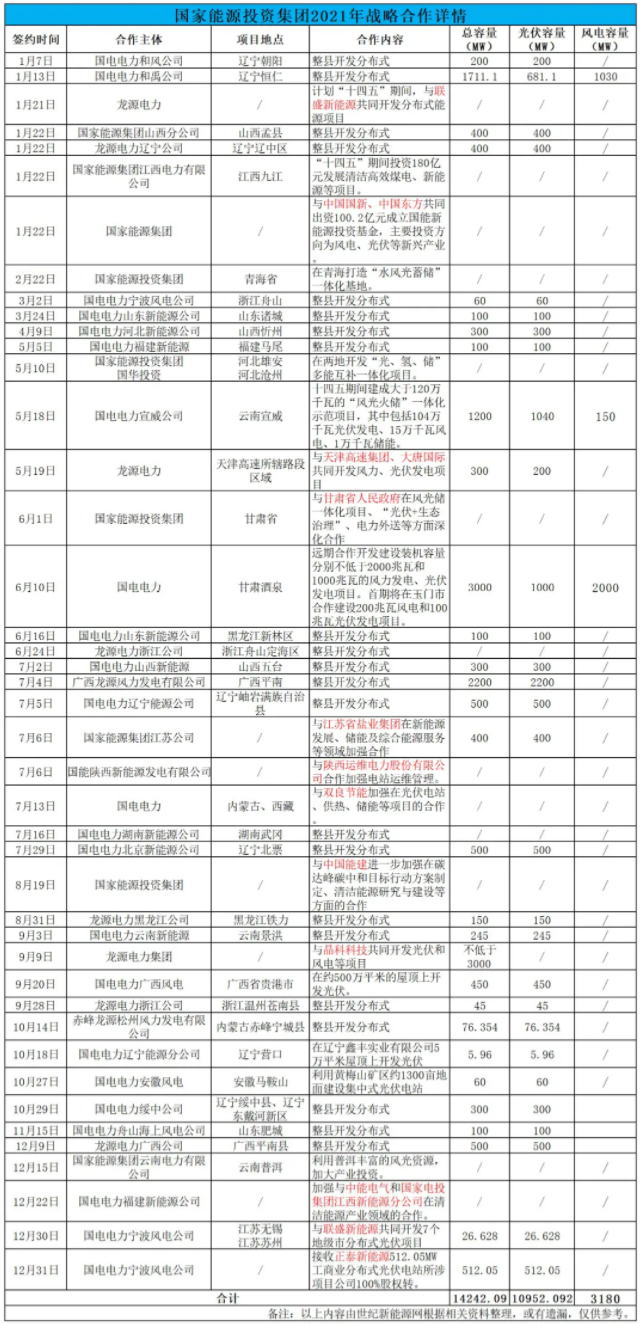 国家能源投资集团2021年战略合作详情
签约时间 合作主体 项目地点 合作内容 总容量（MW） 光伏容量（MW） 风电容量（MW）
1月7日 国电电力和风公司 辽宁朝阳 整县开发分布式 200 200 /
1月13日 国电电力和禹公司 辽宁恒仁 整县开发分布式 1711.1 681.1 1030
1月21日 龙源电力 / 计划“十四五”期间，与联盛新能源共同开发分布式能源项目 / / /
1月22日 国家能源集团山西分公司 山西孟县 整县开发分布式 400 400 /
1月22日 龙源电力辽宁公司 辽宁辽中区 整县开发分布式 400 400 /
1月22日 国家能源集团江西电力有限公司 江西九江 “十四五”期间投资180亿元发展清洁高效煤电、新能源等项目。 / / /
1月22日 国家能源集团 / 与中国国新、中国东方共同出资100.2亿元成立国能新能源投资基金，主要投资方向为风电、光伏等新兴产业。 / / /
2月22日 国家能源投资集团 青海省 在青海打造“水风光蓄储”一体化基地。 / / /
3月2日 国电电力宁波风电公司 浙江舟山 整县开发分布式 60 60 /
3月24日 国电电力山东新能源公司 山东诸城 整县开发分布式 100 100 /
4月9日 国电电力河北新能源公司 山西忻州 整县开发分布式 300 300 /
5月5日 国电电力福建新能源 福建马尾 整县开发分布式 100 100 /
5月10日 国家能源投资集团 国华投资 河北雄安 河北沧州 在两地开发“光、氢、储”多能互补一体化项目。 / / /
5月18日 国电电力宣威公司 云南宣威 十四五期间建成大于120万千瓦的“风光火储”一体化示范项目，其中包括104万千瓦光伏发电、15万千瓦风电、1万千瓦储能。 1200 1040 150
5月19日 龙源电力 天津高速所辖路段区域 与天津高速集团、大唐国际共同开发风力、光伏发电项目 300 200 /
6月1日 国家能源投资集团 甘肃省 与甘肃省人民政府在风光储一体化项目、“光伏+生态治理”、电力外送等方面深化合作 / / /
6月10日 国电电力 甘肃酒泉 远期合作开发建设装机容量分别不低于2000兆瓦和1000兆瓦的风力发电、光伏发电项目。首期将在玉门市合作建设200兆瓦风电和100兆瓦光伏发电项目。 3000 1000 2000
6月16日 国电电力山东新能源公司 黑龙江新林区 整县开发分布式 100 100 /
6月24日 龙源电力浙江公司 浙江舟山定海区 整县开发分布式 / / /
7月2日 国电电力山西新能源 山西五台 整县开发分布式 300 300 /
7月4日 广西龙源风力发电有限公司 广西平南 整县开发分布式 2200 2200 /
7月5日 国电电力辽宁能源公司 辽宁岫岩满族自治县 整县开发分布式 500 500 /
7月6日 国家能源集团江苏公司 / 与江苏省盐业集团在新能源发展、储能及综合能源服务等领域加强合作 400 400 /
7月6日 国能陕西新能源发电有限公司 / 与陕西运维电力股份有限公司合作加强电站运维管理。 / / /
7月13日 国电电力 内蒙古、西藏 与双良节能加强在光伏电站、供热、储能等项目的合作。 / / /
7月16日 国电电力湖南新能源公司 湖南武冈 整县开发分布式 / / /
7月29日 国电电力北京新能源公司 辽宁北票 整县开发分布式 500 500 /
8月19日 国家能源投资集团 / 与中国能建进一步加强在碳达峰碳中和目标行动方案制定、清洁能源研究与建设等方面的合作 / / /
8月31日 龙源电力黑龙江公司 黑龙江铁力 整县开发分布式 150 150 /
9月3日 国电电力云南新能源 云南景洪 整县开发分布式 245 245 /
9月9日 龙源电力集团 / 与晶科科技共同开发光伏和风电等项目 不低于3000 / /
9月20日 国电电力广西风电 广西省贵港市 在约500万平米的屋顶上开发光伏。 450 450 /
9月28日 龙源电力浙江公司 浙江温州苍南县 整县开发分布式 45 45 /
10月14日 赤峰龙源松州风力发电有限公司 内蒙古赤峰宁城县 整县开发分布式 76.354 76.354 /
10月18日 国电电力辽宁能源分公司 辽宁营口 在辽宁鑫丰实业有限公司5万平米屋顶上开发光伏 5.96 5.96 /
10月27日 国电电力安徽风电 安徽马鞍山 利用黄梅山矿区约1300亩地面建设集中式光伏电站 60 60 /
10月29日 国电电力绥中公司 辽宁绥中县、辽宁东戴河新区 整县开发分布式 300 300 /
11月15日 国电电力舟山海上风电公司 山东肥城 整县开发分布式 100 100 /
12月9日 龙源电力广西公司 广西平南县 整县开发分布式 500 500 /
12月15日 国家能源集团云南电力有限公司 云南普洱 利用普洱丰富的风光资源，加大产业投资。 / / /
12月22日 国电电力福建新能源公司 / 加强与中能电气和国家电投集团江西新能源分公司在清洁能源产业领域的合作。 / / /
12月30日 国电电力宁波风电公司 江苏无锡 江苏苏州 与联盛新能源共同开发7个地级市分布式光伏项目 26.628 26.628 /
12月31日 国电电力宁波风电公司 / 接收正泰新能源512.05MW工商业分布式光伏电站所涉项目公司100%股权转。 512.05 512.05 /
合计 14242.09 10952.092 3180
备注：以上内容由世纪新能源网根据相关资料整理，或有遗漏，仅供参考。